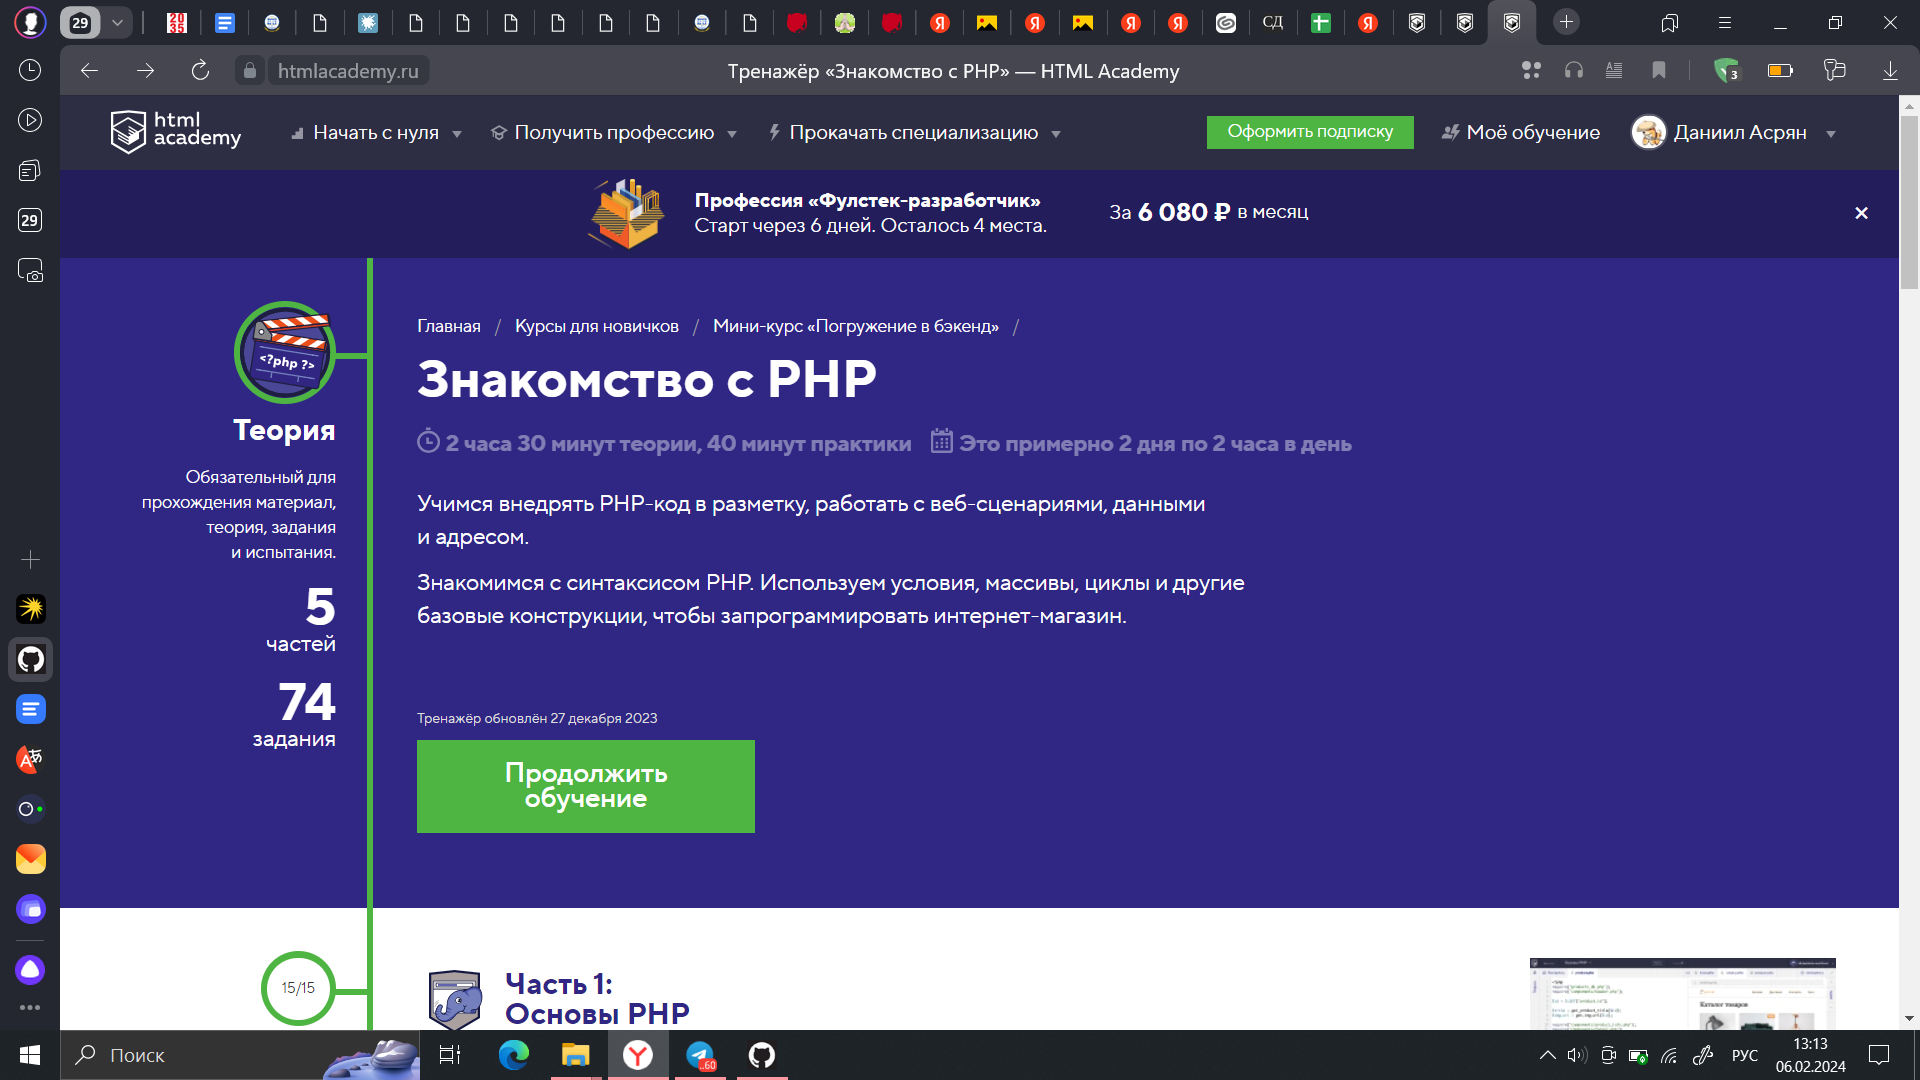 29
20
35
СД
htmlacademy.ru
Тренажёр «Знакомство с PHP» — HTML Academy
3
html
academy
Начать с нуля
Получить профессию
Прокачать специализацию
Оформить подписку
Моё обучение
Даниил Асрян
29
Профессия «Фулстек-разработчик»
Старт через 6 дней. Осталось 4 места.
За 6 080 ₽ в месяц
Главная / Курсы для новичков / Мини-курс «Погружение в бэкенд» /
<?php ?>
Знакомство с PHP
Теория
2 часа 30 минут теории, 40 минут практики
Это примерно 2 дня по 2 часа в день
Обязательный для
прохождения материал,
теория, задания
и испытания.
Учимся внедрять PHP-код в разметку, работать с веб-сценариями, данными
и адресом.
Знакомимся с синтаксисом PHP. Используем условия, массивы, циклы и другие
базовые конструкции, чтобы запрограммировать интернет-магазин.
5
частей
74
задания
Тренажёр обновлён 27 декабря 2023
Продолжить
обучение
15/15
Часть 1:
Основы PHP
Каталог товаров
Поиск
60
РУС
13:13
06.02.2024